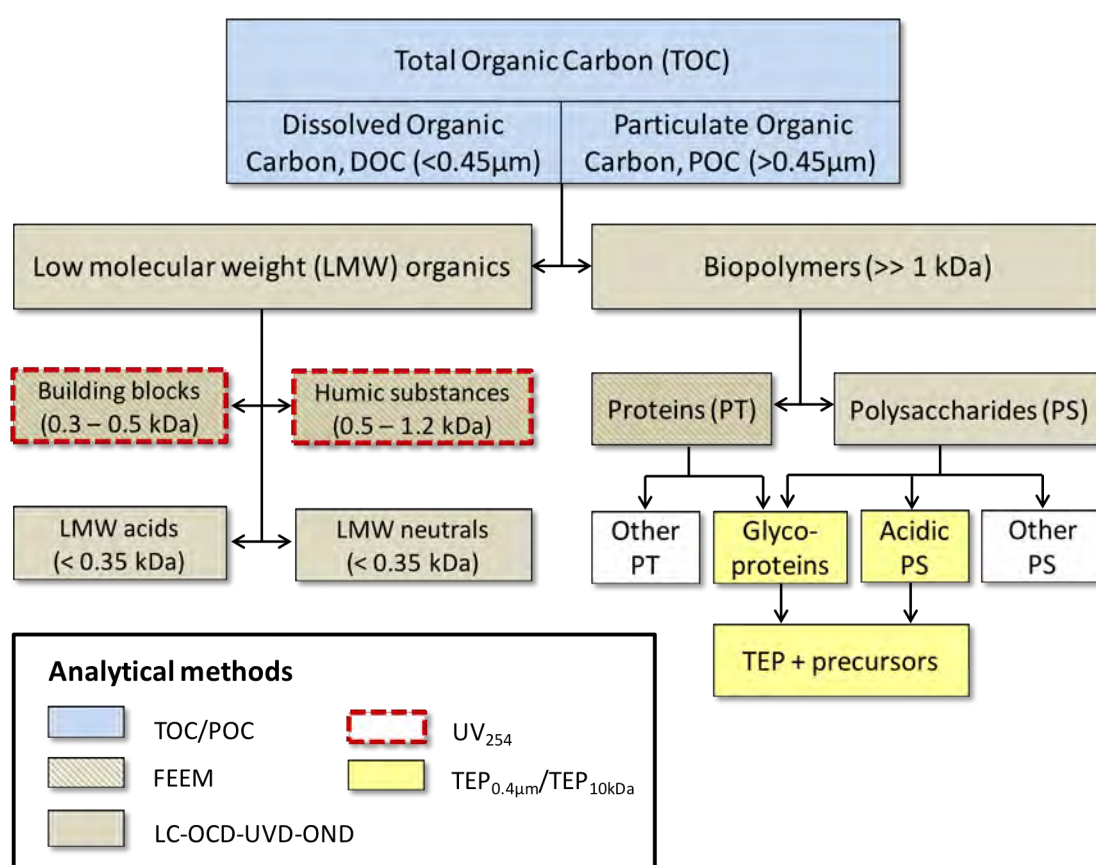 Total Organic Carbon (TOC)
Dissolved Organic
Carbon, DOC (<0.45µm)
Particulate Organic
Carbon, POC (>0.45µm)
Low molecular weight (LMW) organics
Biopolymers (>> 1 kDa)
Building blocks
(0.3 – 0.5 kDa)
Humic substances
(0.5 – 1.2 kDa)
Proteins (PT)
Polysaccharides (PS)
LMW acids
(< 0.35 kDa)
LMW neutrals
(< 0.35 kDa)
Other
PT
Glyco-
proteins
Acidic
PS
Other
PS
TEP + precursors
Analytical methods
TOC/POC
UV254
FEEM
TEP0.4µm/TEP10kDa
LC-OCD-UVD-OND